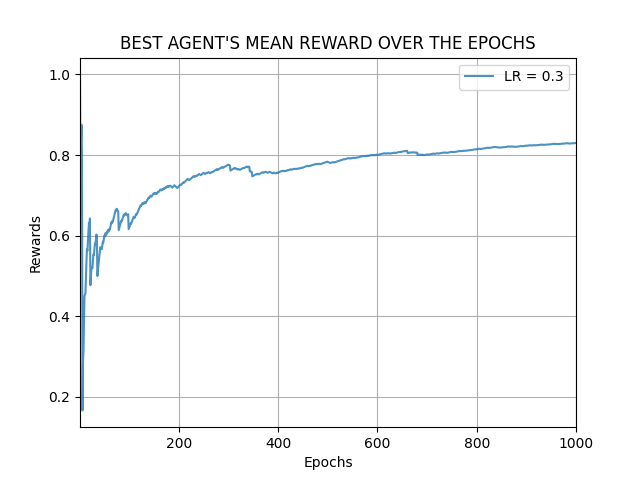 BEST AGENT'S MEAN REWARD OVER THE EPOCHS
LR = 0.3
1.0
0.8
0.6
0.4
0.2
Rewards
200 400 600 800 1000
Epochs